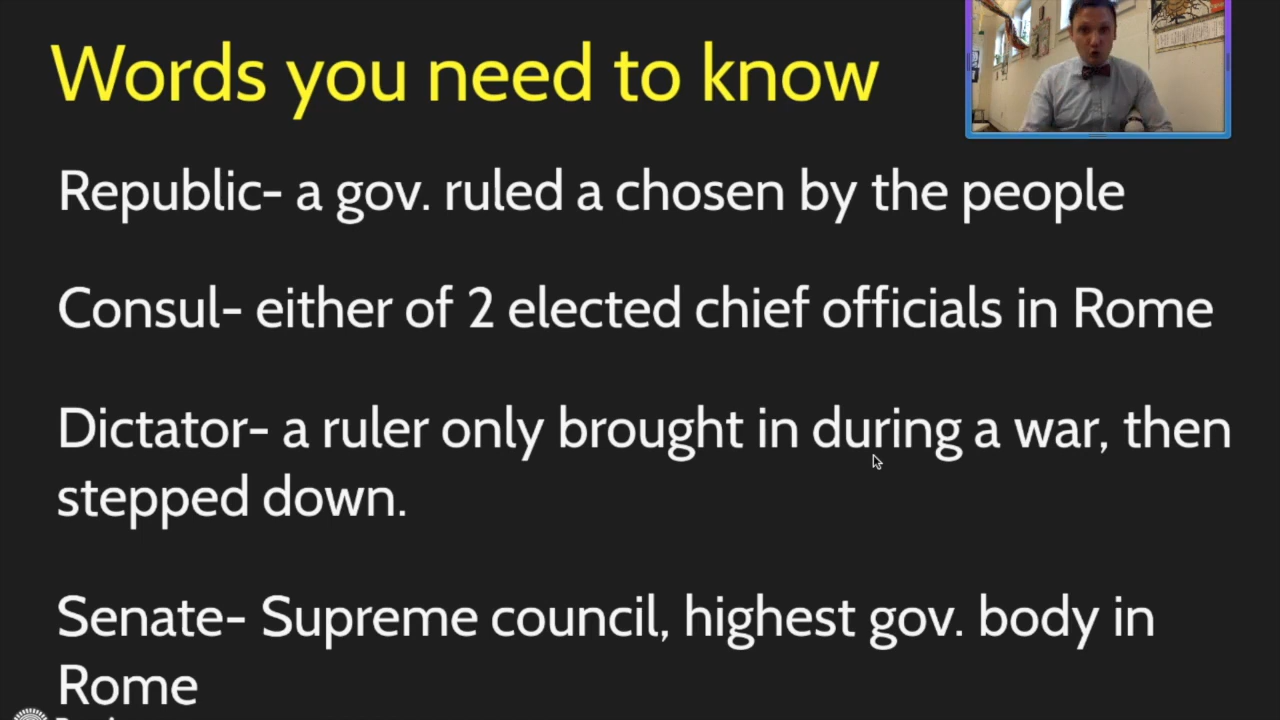 Words you need to know
Republic- a gov. ruled a chosen by the people
Consul- either of 2 elected chief officials in Rome
Dictator- a ruler only brought in during a war, then
stepped down.
Senate- Supreme council, highest gov. body in
Rome